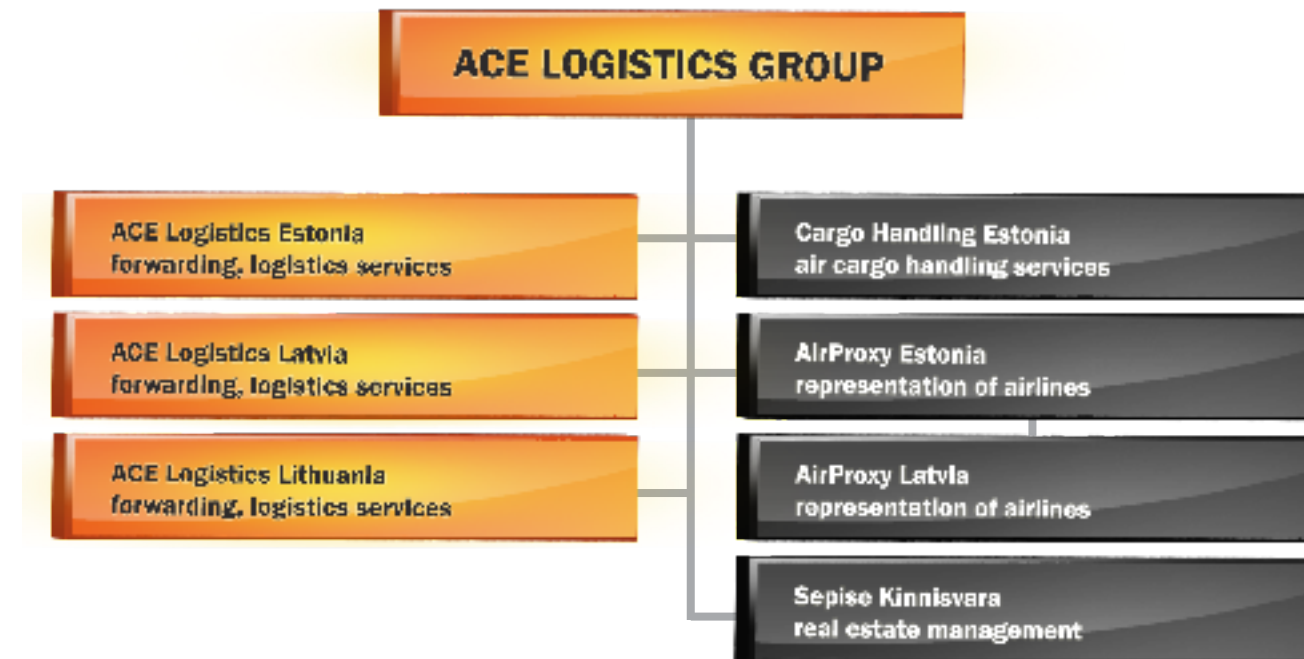 ACE LOGISTICS GROUP
ACE Logistics Estonia
forwarding, logistics services
ACE Logistics Latvia
forwarding, logistics services
ACE Logistics Lithuania
forwarding, logistics services
Cargo Handling Estonia
air cargo handling services
AirProxy Estonia
representation of airlines
AirProxy Latvia
representation of airlines
Sepise Kinnisvara
real estate management